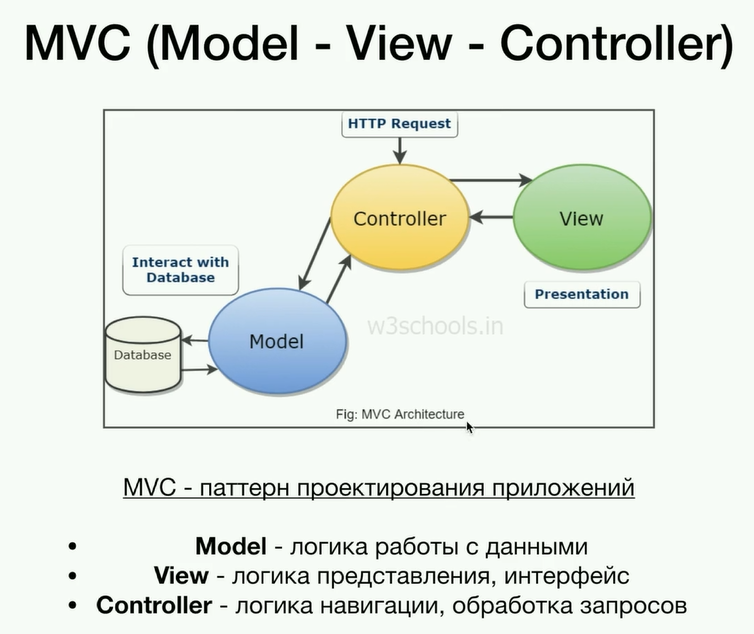 MVC (Model - View - Controller)
HTTP Request
Controller
View
Interact with
Database
Presentation
Model
w3schools.in
Database
Fig: MVC Architecture
MVC - паттерн проектирования приложений
• Model - логика работы с данными
• View - логика представления, интерфейс
• Controller - логика навигации, обработка запросов